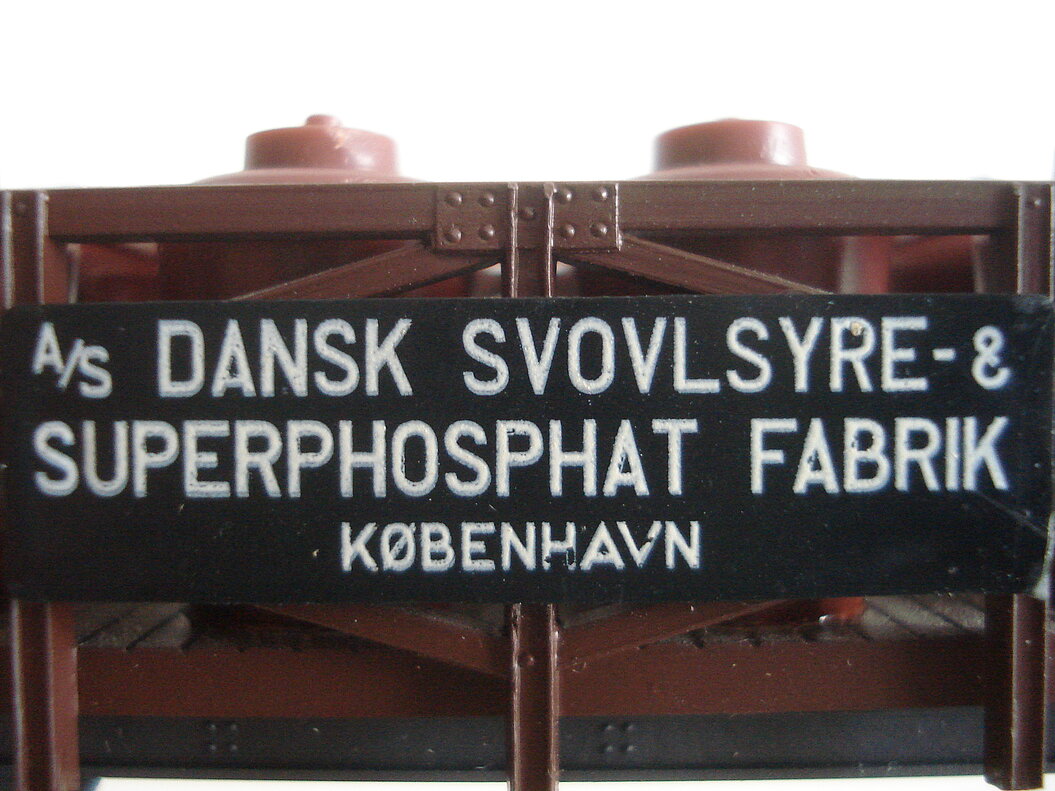 A/S DANSK SVOVLSYRE- &
SUPERPHOSPHAT FABRIK
KØBENHAVN